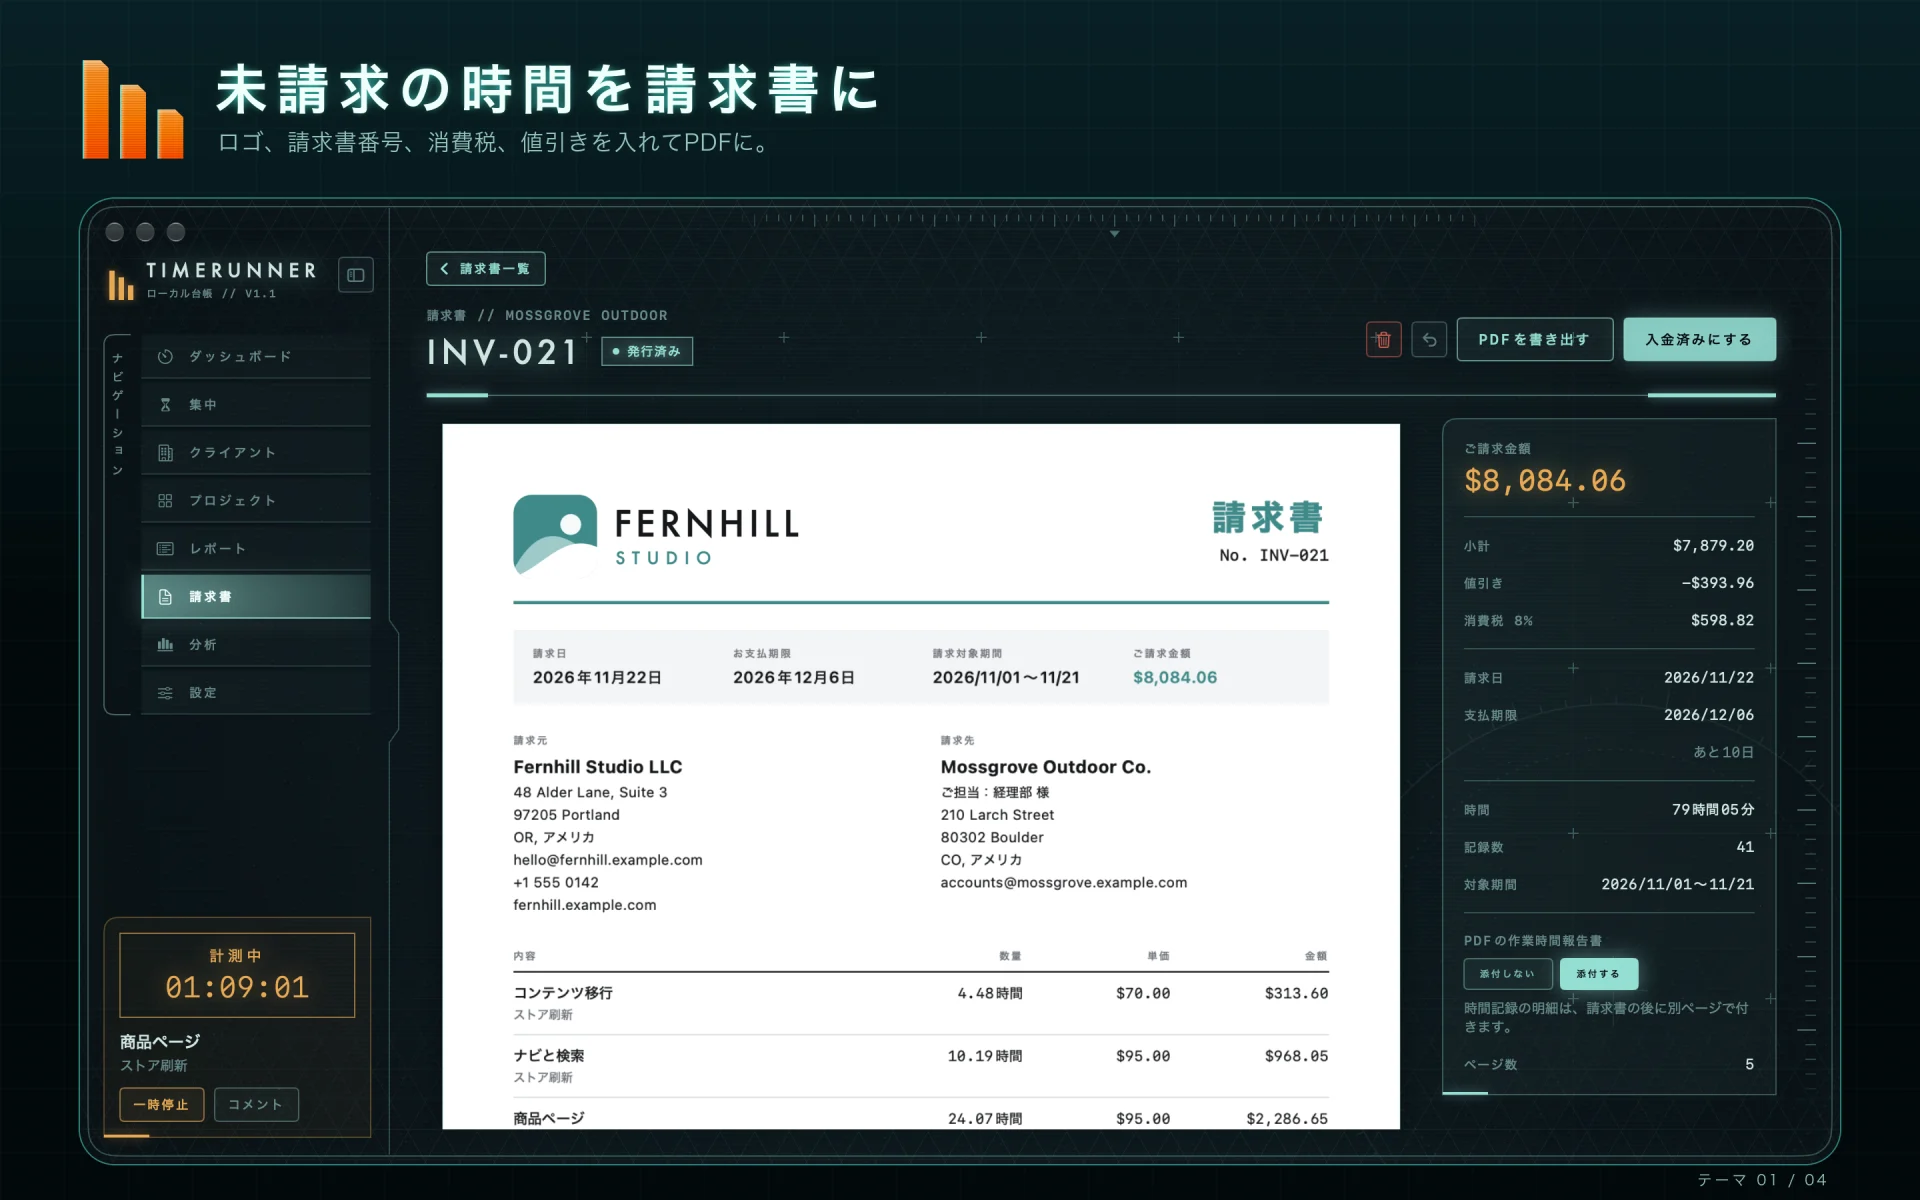 未請求の時間を請求書に
ロゴ、請求書番号、消費税、値引きを入れてPDFに。
TIMERUNNER
ローカル台帳 // V1.1
ナビゲーション
ダッシュボード
集中
クライアント
プロジェクト
レポート
請求書
分析
設定
計測中
01:09:01
商品ページ
ストア刷新
一時停止 コメント
請求書一覧
請求書 // MOSSGROVE OUTDOOR
INV-021 発行済み
PDFを書き出す 入金済みにする
FERNHILL
STUDIO
請求書
No. INV-021
請求日 お支払期限 請求対象期間 ご請求金額
2026年11月22日 2026年12月6日 2026/11/01〜11/21 $8,084.06
請求元
Fernhill Studio LLC
48 Alder Lane, Suite 3
97205 Portland
OR, アメリカ
hello@fernhill.example.com
+1 555 0142
fernhill.example.com
請求先
Mossgrove Outdoor Co.
ご担当：経理部 様
210 Larch Street
80302 Boulder
CO, アメリカ
accounts@mossgrove.example.com
内容 数量 単価 金額
コンテンツ移行 4.48時間 $70.00 $313.60
ストア刷新
ナビと検索 10.19時間 $95.00 $968.05
ストア刷新
商品ページ 24.07時間 $95.00 $2,286.65
ご請求金額
$8,084.06
小計 $7,879.20
値引き −$393.96
消費税 8% $598.82
請求日 2026/11/22
支払期限 2026/12/06
あと10日
時間 79時間05分
記録数 41
対象期間 2026/11/01〜11/21
PDFの作業時間報告書
添付しない 添付する
時間記録の明細は、請求書の後に別ページで付
きます。
ページ数 5
テーマ 01 / 04